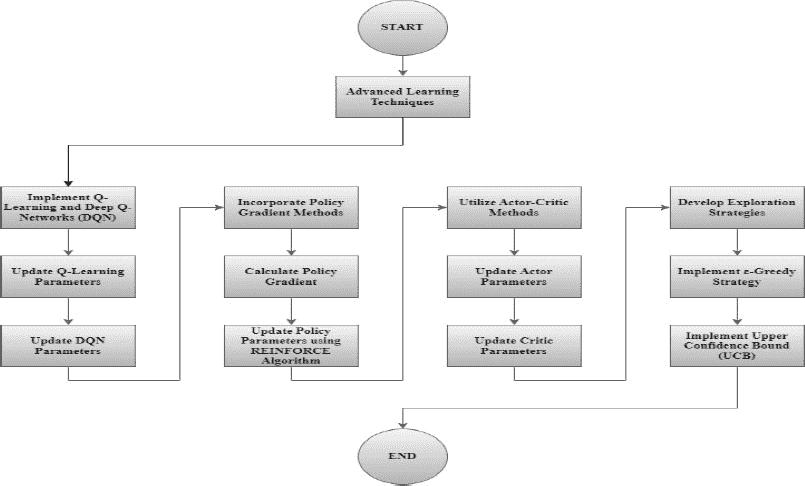 START
Advanced Learning
Techniques
Implement Q-
Learning and Deep Q-
Networks (DQN)
Update Q-Learning
Parameters
Update DQN
Parameters
Incorporate Policy
Gradient Methods
Calculate Policy
Gradient
Update Policy
Parameters using
REINFORCE
Algorithm
Utilize Actor-Critic
Methods
Update Actor
Parameters
Update Critic
Parameters
Develop Exploration
Strategies
Implement ε-Greedy
Strategy
Implement Upper
Confidence Bound
(UCB)
END